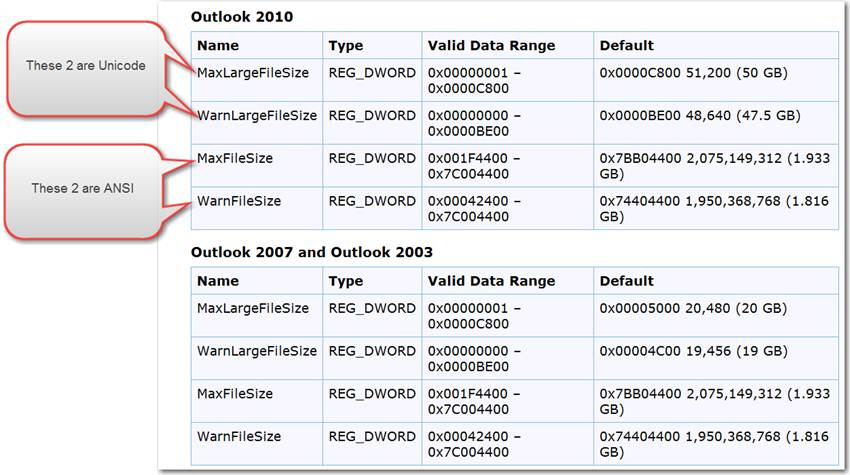 Outlook 2010
Name Type Valid Data Range Default
These 2 are Unicode
MaxLargeFileSize REG_DWORD 0x00000001 – 0x0000C800 51,200 (50 GB)
0x0000C800
WarnLargeFileSize REG_DWORD 0x00000000 – 0x0000BE00 48,640 (47.5 GB)
0x0000BE00
These 2 are ANSI
MaxFileSize REG_DWORD 0x001F4400 – 0x7BB04400 2,075,149,312 (1.933
0x7C004400 GB)
WarnFileSize REG_DWORD 0x00042400 – 0x74404400 1,950,368,768 (1.816
0x7C004400 GB)
Outlook 2007 and Outlook 2003
Name Type Valid Data Range Default
MaxLargeFileSize REG_DWORD 0x00000001 – 0x00005000 20,480 (20 GB)
0x0000C800
WarnLargeFileSize REG_DWORD 0x00000000 – 0x00004C00 19,456 (19 GB)
0x0000BE00
MaxFileSize REG_DWORD 0x001F4400 – 0x7BB04400 2,075,149,312 (1.933
0x7C004400 GB)
WarnFileSize REG_DWORD 0x00042400 – 0x74404400 1,950,368,768 (1.816
0x7C004400 GB)